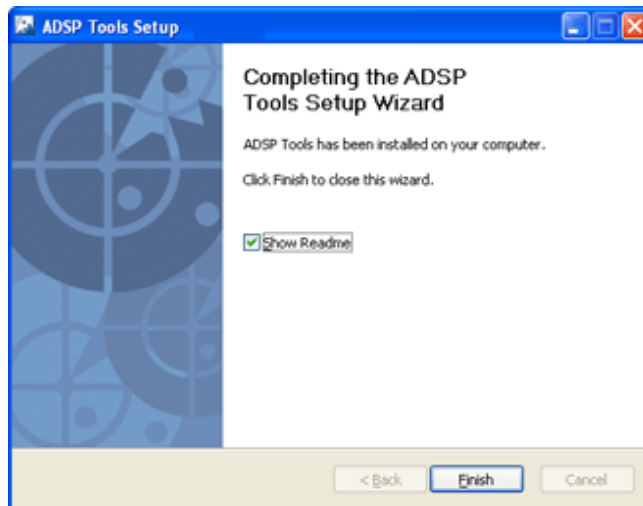 ADSP Tools Setup
Completing the ADSP
Tools Setup Wizard
ADSP Tools has been installed on your computer.
Click Finish to close this wizard.
Show Readme
< Back
Finish
Cancel